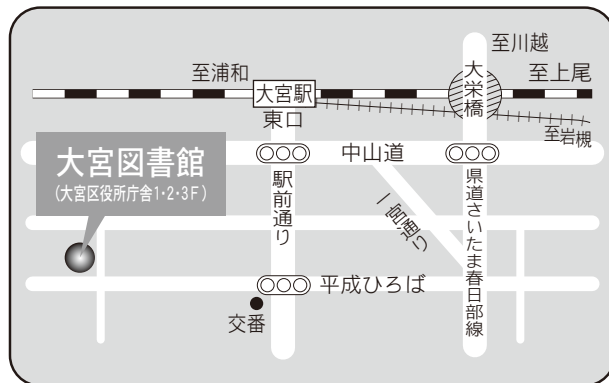 至川越
至浦和
大宮駅
大栄橋
至上尾
東口
至岩槻
大宮図書館
(大宮区役所庁舎1・2・3F)
中山道
駅前通り
一宮通り
県道さいたま春日部線
平成ひろば
交番